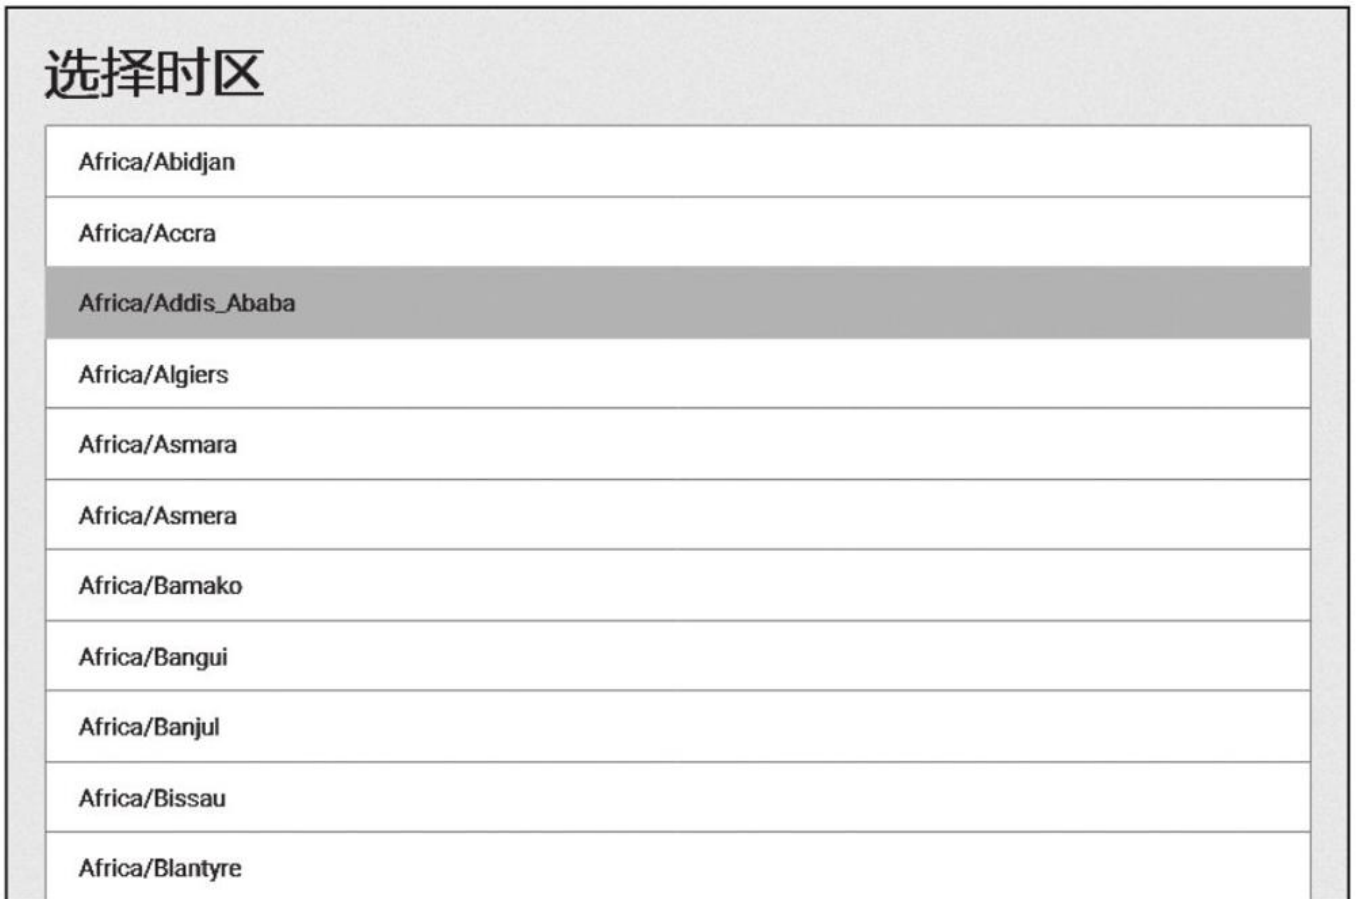 选择时区
Africa/Abidjan
Africa/Accra
Africa/Addis_Ababa
Africa/Algiers
Africa/Asmara
Africa/Asmera
Africa/Bamako
Africa/Bangui
Africa/Banjul
Africa/Bissau
Africa/Blantyre